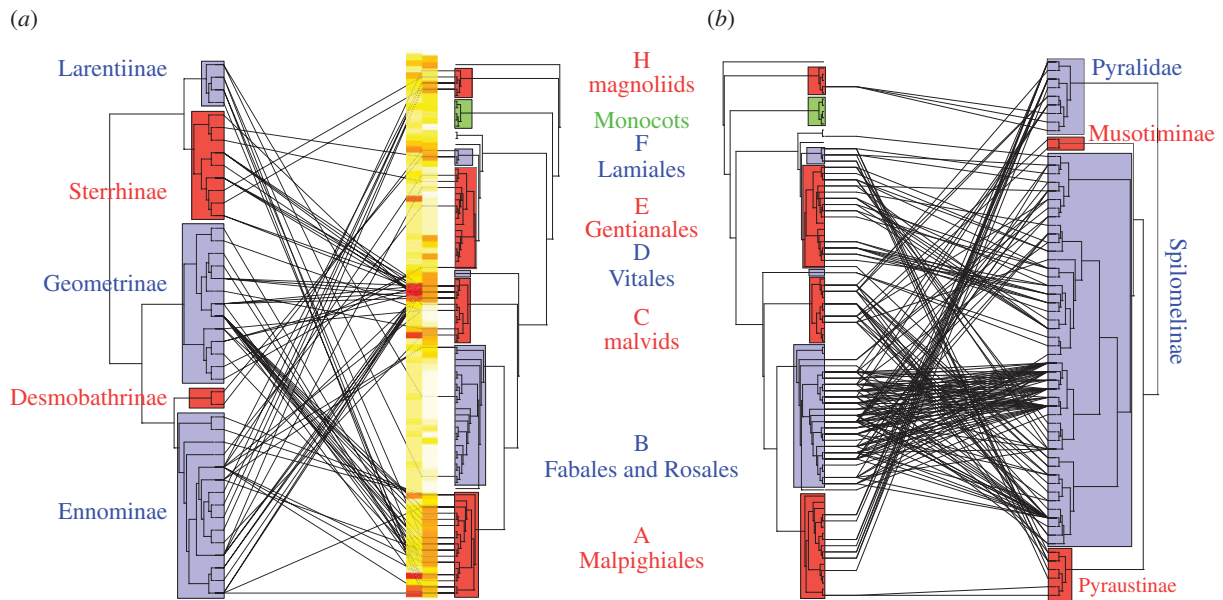 (a)
(b)
Larentiinae
Sterrhinae
Geometrinae
Desmobathrinae
Ennominae
H
magnoliids
Monocots
F
Lamiales
E
Gentianales
D
Vitales
C
malvids
B
Fabales and Rosales
A
Malpighiales
Pyralidae
Musotiminae
Spilomelinae
Pyraustinae